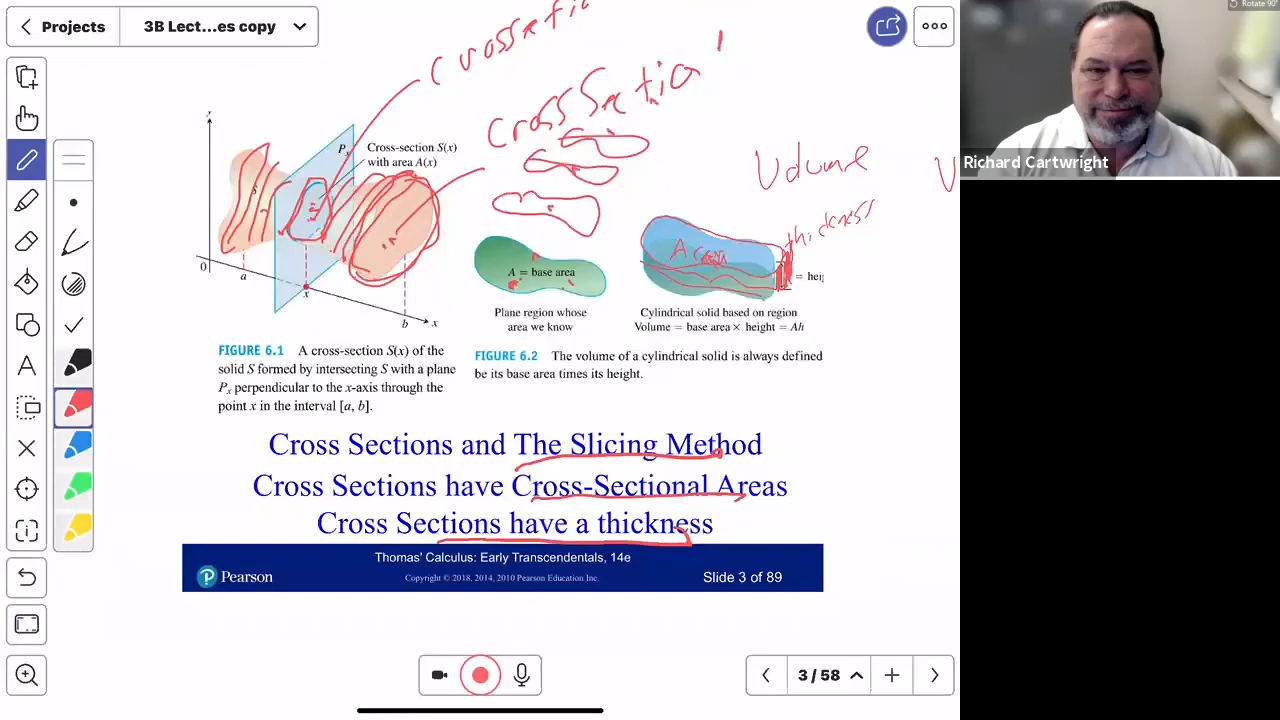 Projects
3B Lect...es copy
Rotate 90°
Cross Section
Volume
V
thickness
Richard Cartwright
Pₓ
Cross-section S(x)
with area A(x)
S
0
a
x
b
x
A = base area
A
= hei
Plane region whose
area we know
Cylindrical solid based on region
Volume = base area × height = Ah
FIGURE 6.1 A cross-section S(x) of the
solid S formed by intersecting S with a plane
Pₓ perpendicular to the x-axis through the
point x in the interval [a, b].
FIGURE 6.2 The volume of a cylindrical solid is always defined
be its base area times its height.
Cross Sections and The Slicing Method
Cross Sections have Cross-Sectional Areas
Cross Sections have a thickness
Thomas' Calculus: Early Transcendentals, 14e
Pearson
Copyright © 2018, 2014, 2010 Pearson Education Inc.
Slide 3 of 89
3 / 58